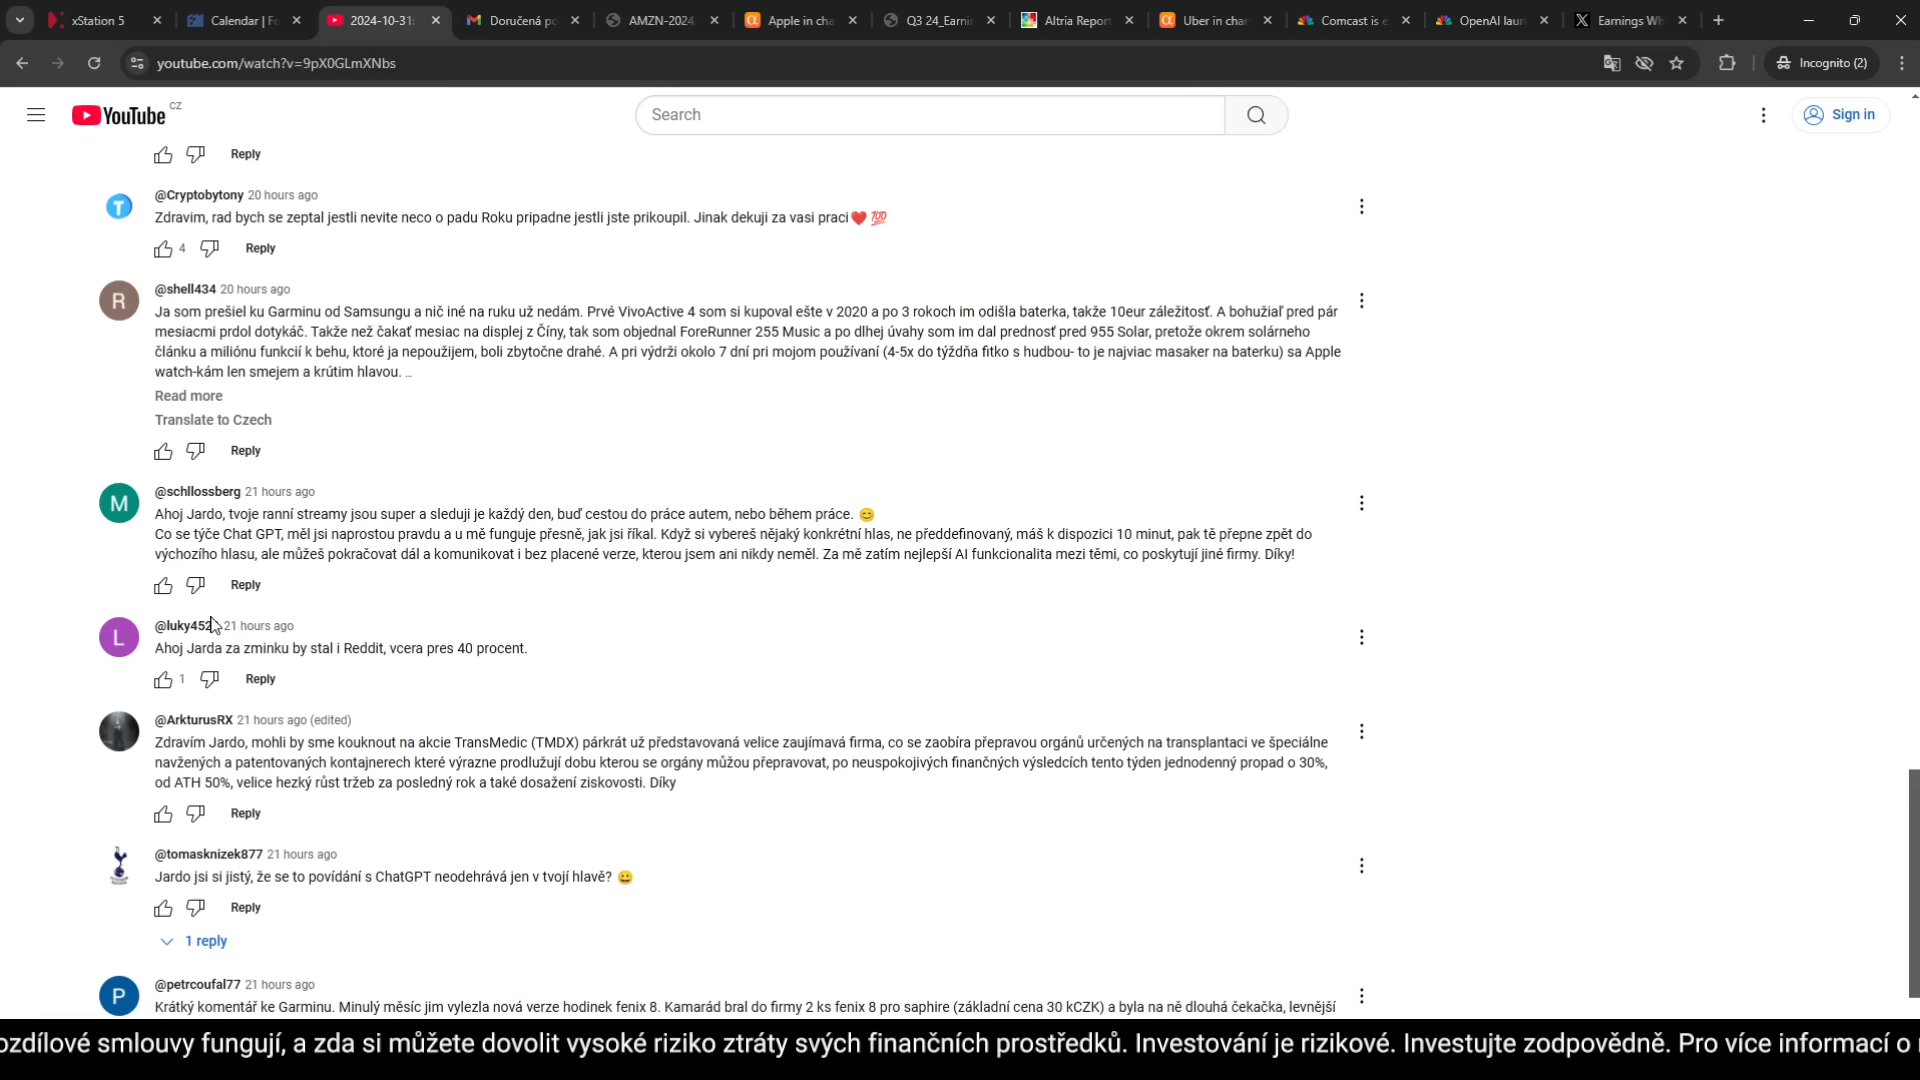 xStation 5
Calendar | F
2024-10-31:
Doručená po
AMZN-2024
Apple in cha
Q3 24_Earni
Altria Report
Uber in char
Comcast is e
OpenAI laun
Earnings Wh
youtube.com/watch?v=9pX0GLmXNbs
Incognito (2)
YouTube CZ
Search
Sign in
Reply
@Cryptobytony 20 hours ago
Zdravim, rad bych se zeptal jestli nevite neco o padu Roku pripadne jestli jste prikoupil. Jinak dekuji za vasi praci❤️ 💯
4 Reply
R
@shell434 20 hours ago
Ja som prešiel ku Garminu od Samsungu a nič iné na ruku už nedám. Prvé VivoActive 4 som si kupoval ešte v 2020 a po 3 rokoch im odišla baterka, takže 10eur záležitosť. A bohužiaľ pred pár
mesiacmi prdol dotykáč. Takže než čakať mesiac na displej z Číny, tak som objednal ForeRunner 255 Music a po dlhej úvahy som im dal prednosť pred 955 Solar, pretože okrem solárneho
článku a miliónu funkcií k behu, ktoré ja nepoužijem, boli zbytočne drahé. A pri výdrži okolo 7 dní pri mojom používaní (4-5x do týždňa fitko s hudbou- to je najviac masaker na baterku) sa Apple
watch-kám len smejem a krútim hlavou. ...
Read more
Translate to Czech
Reply
M
@schllossberg 21 hours ago
Ahoj Jardo, tvoje ranní streamy jsou super a sleduji je každý den, buď cestou do práce autem, nebo během práce. 😊
Co se týče Chat GPT, měl jsi naprostou pravdu a u mě funguje přesně, jak jsi říkal. Když si vybereš nějaký konkrétní hlas, ne předdefinovaný, máš k dispozici 10 minut, pak tě přepne zpět do
výchozího hlasu, ale můžeš pokračovat dál a komunikovat i bez placené verze, kterou jsem ani nikdy neměl. Za mě zatím nejlepší AI funkcionalita mezi těmi, co poskytují jiné firmy. Díky!
Reply
L
@luky452 21 hours ago
Ahoj Jarda za zminku by stal i Reddit, vcera pres 40 procent.
1 Reply
@ArkturusRX 21 hours ago (edited)
Zdravím Jardo, mohli by sme kouknout na akcie TransMedic (TMDX) párkrát už představovaná velice zaujímavá firma, co se zaobíra přepravou orgánů určených na transplantaci ve špeciálne
navžených a patentovaných kontajnerech které výrazne prodlužují dobu kterou se orgány můžou přepravovat, po neuspokojivých finančných výsledcích tento týden jednodenný propad o 30%,
od ATH 50%, velice hezký růst tržeb za posledný rok a také dosažení ziskovosti. Díky
Reply
@tomasknizek877 21 hours ago
Jardo jsi si jistý, že se to povídání s ChatGPT neodehrává jen v tvojí hlavě? 😀
Reply
1 reply
P
@petrcoufal77 21 hours ago
Krátký komentář ke Garminu. Minulý měsíc jim vylezla nová verze hodinek fenix 8. Kamarád bral do firmy 2 ks fenix 8 pro saphire (základní cena 30 kCZK) a byla na ně dlouhá čekačka, levnější
ozdílové smlouvy fungují, a zda si můžete dovolit vysoké riziko ztráty svých finančních prostředků. Investování je rizikové. Investujte zodpovědně. Pro více informací o